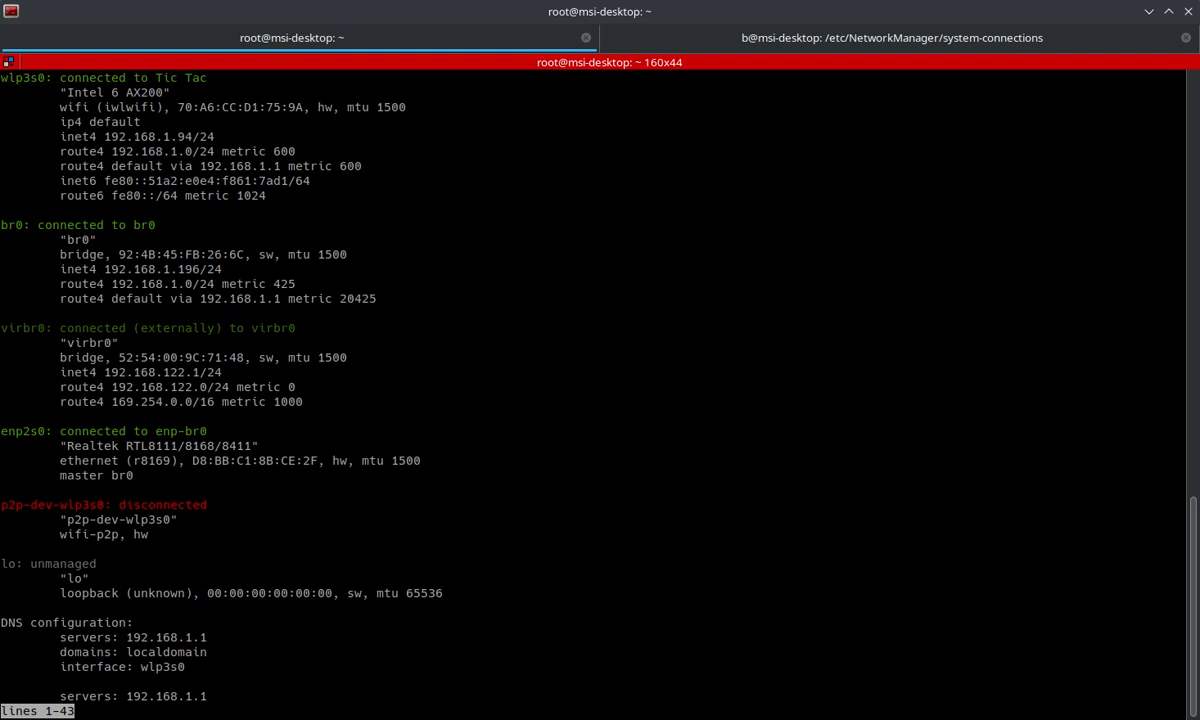 root@msi-desktop: ~
root@msi-desktop: ~
b@msi-desktop: /etc/NetworkManager/system-connections
root@msi-desktop: ~ 160x44
wlp3s0: connected to Tic Tac
"Intel 6 AX200"
wifi (iwlwifi), 70:A6:CC:D1:75:9A, hw, mtu 1500
ip4 default
inet4 192.168.1.94/24
route4 192.168.1.0/24 metric 600
route4 default via 192.168.1.1 metric 600
inet6 fe80::51a2:e0e4:f861:7ad1/64
route6 fe80::/64 metric 1024
br0: connected to br0
"br0"
bridge, 92:4B:45:FB:26:6C, sw, mtu 1500
inet4 192.168.1.196/24
route4 192.168.1.0/24 metric 425
route4 default via 192.168.1.1 metric 20425
virbr0: connected (externally) to virbr0
"virbr0"
bridge, 52:54:00:9C:71:48, sw, mtu 1500
inet4 192.168.122.1/24
route4 192.168.122.0/24 metric 0
route4 169.254.0.0/16 metric 1000
enp2s0: connected to enp-br0
"Realtek RTL8111/8168/8411"
ethernet (r8169), D8:BB:C1:8B:CE:2F, hw, mtu 1500
master br0
p2p-dev-wlp3s0: disconnected
"p2p-dev-wlp3s0"
wifi-p2p, hw
lo: unmanaged
"lo"
loopback (unknown), 00:00:00:00:00:00, sw, mtu 65536
DNS configuration:
servers: 192.168.1.1
domains: localdomain
interface: wlp3s0
servers: 192.168.1.1
lines 1-43